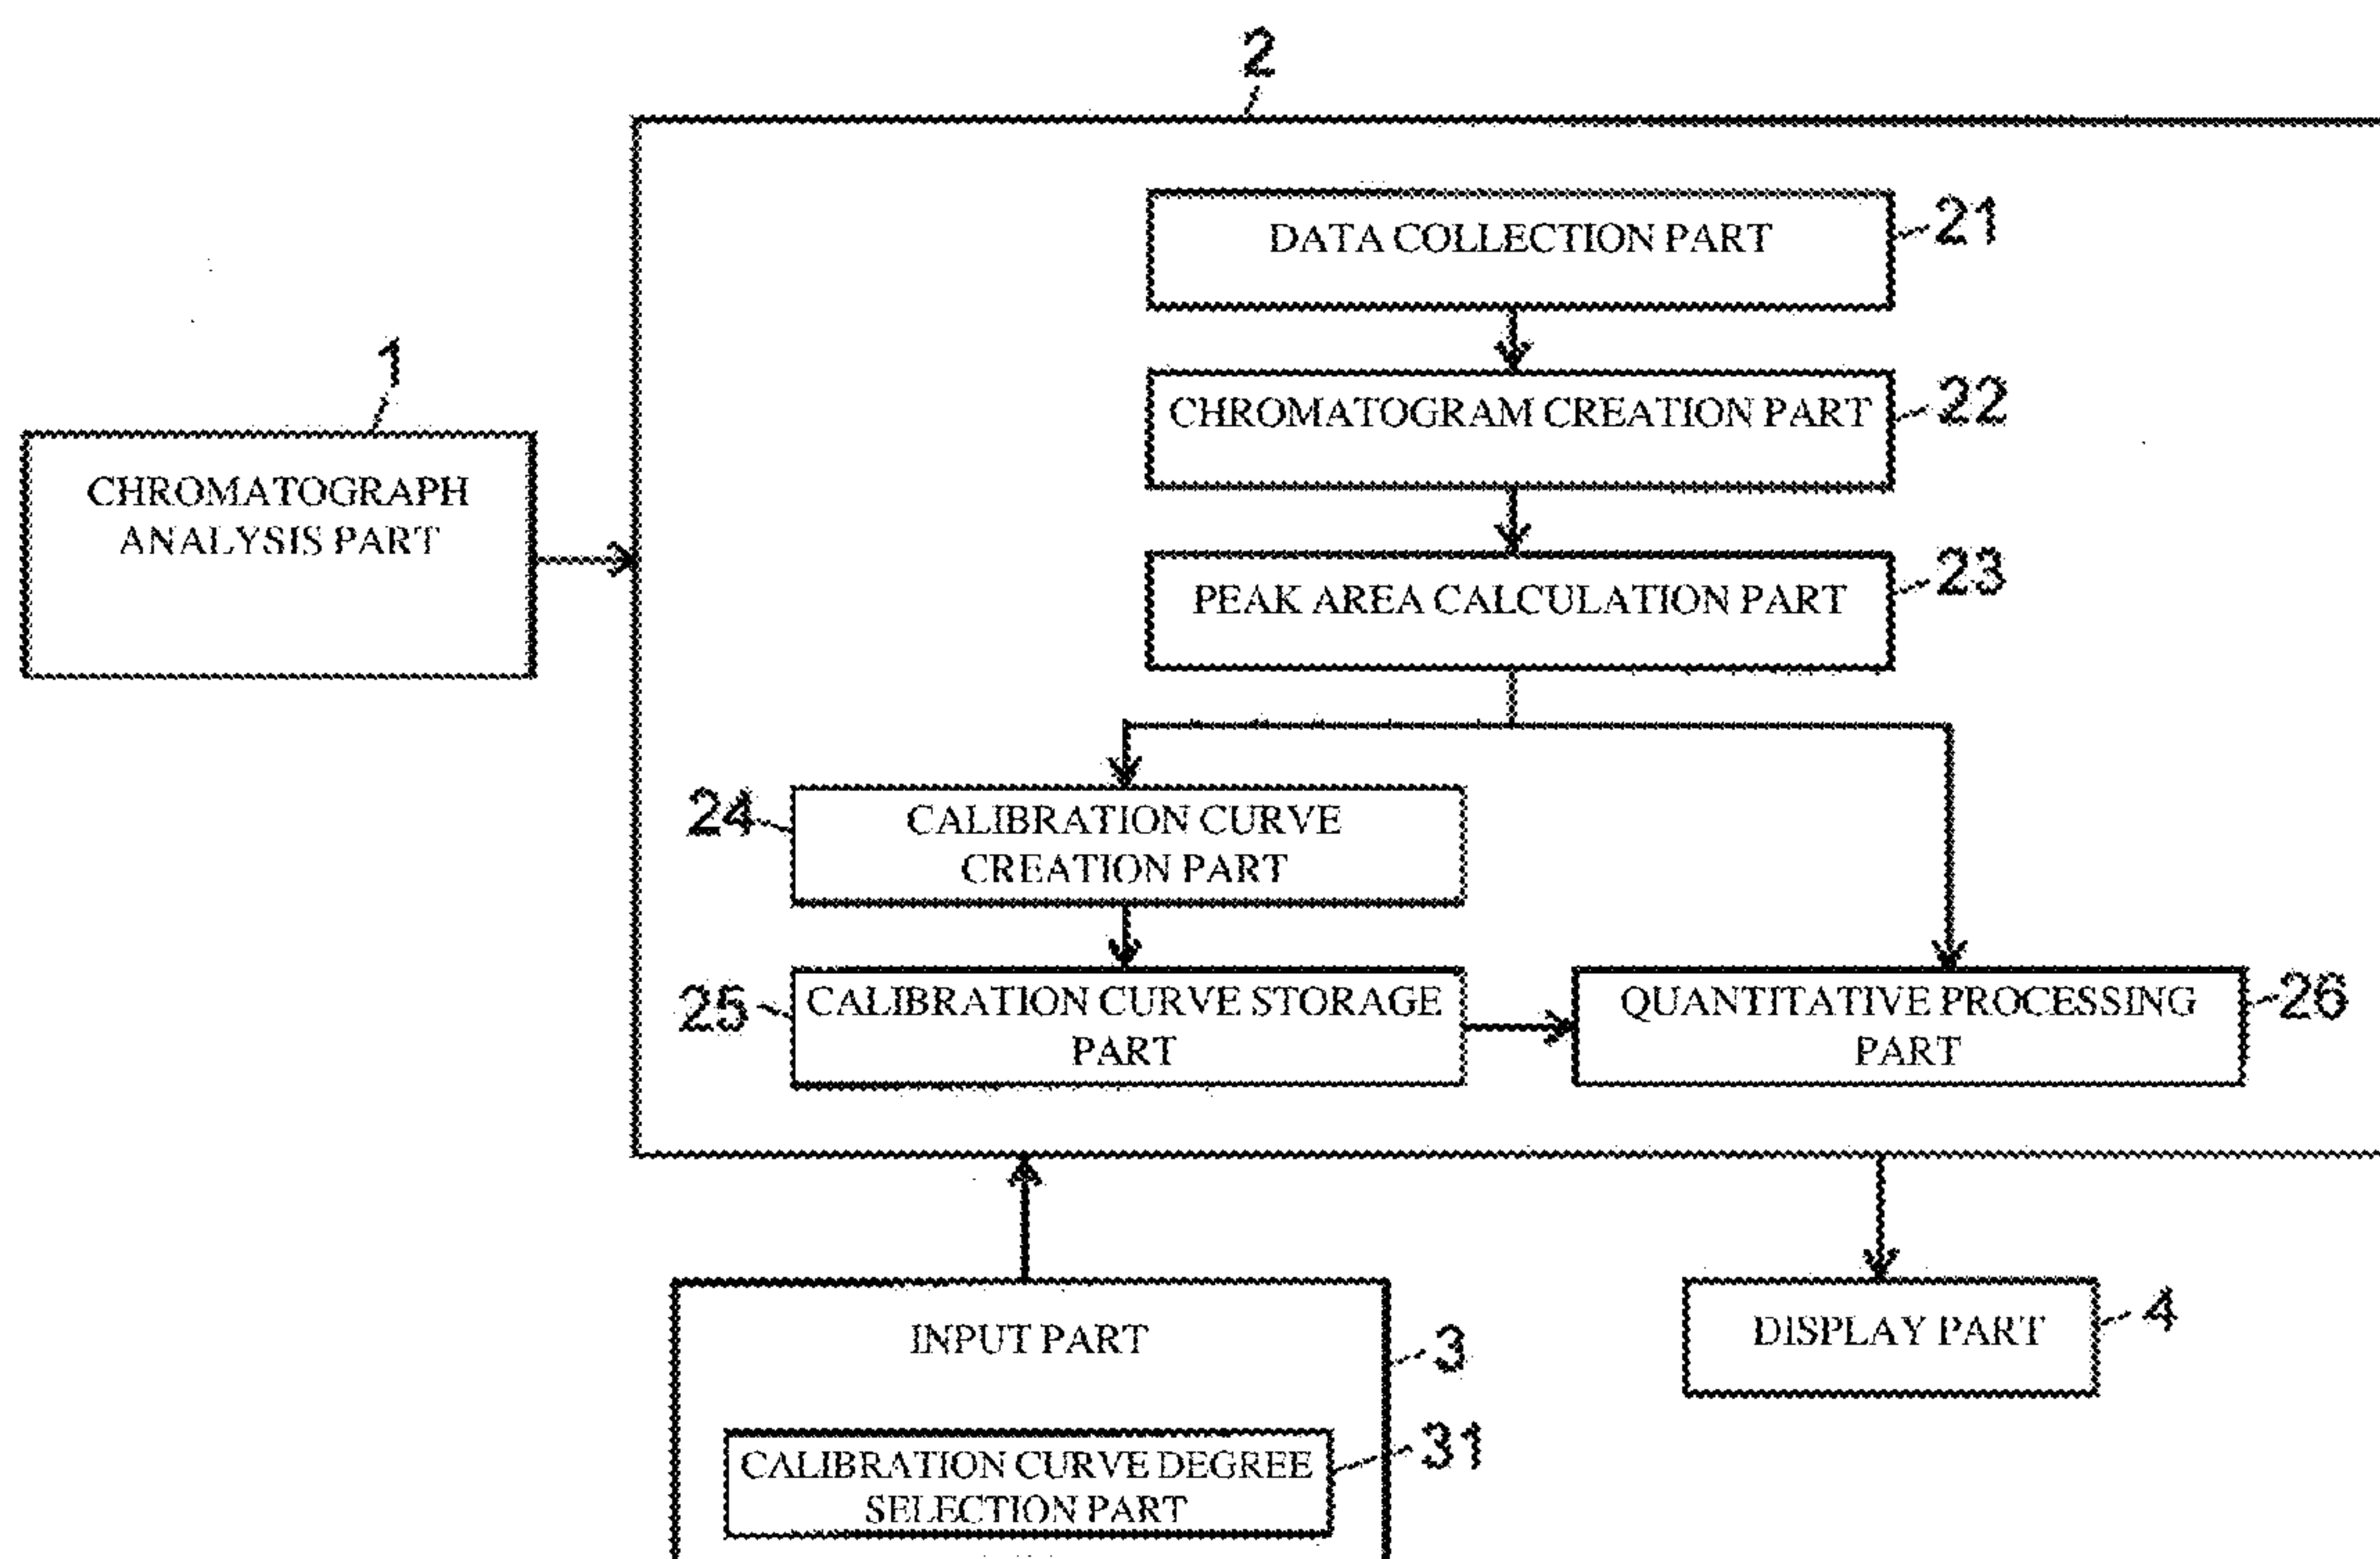 2
DATA COLLECTION PART
21
1
CHROMATOGRAM CREATION PART
22
CHROMATOGRAPH
ANALYSIS PART
PEAK AREA CALCULATION PART
23
24
CALIBRATION CURVE
CREATION PART
25
CALIBRATION CURVE STORAGE
PART
QUANTITATIVE PROCESSING
PART
26
INPUT PART
3
DISPLAY PART
4
CALIBRATION CURVE DEGREE
SELECTION PART
31